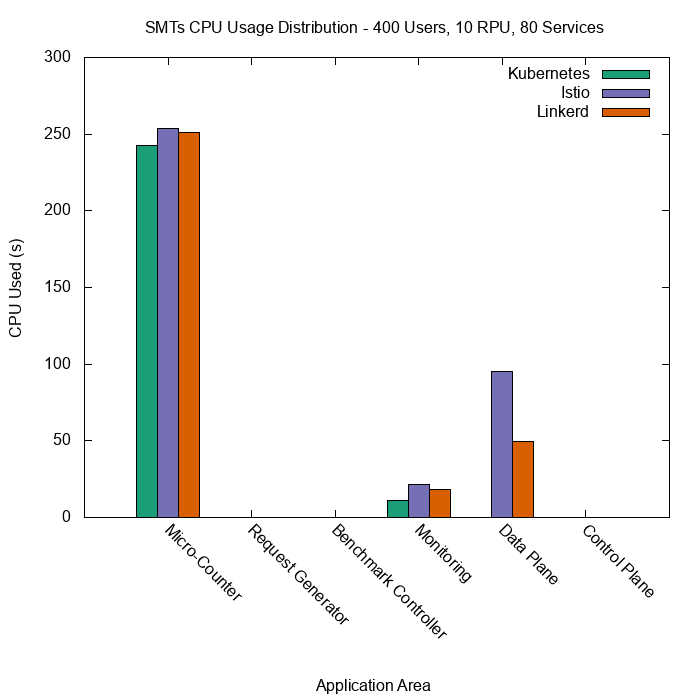 SMTs CPU Usage Distribution - 400 Users, 10 RPU, 80 Services
300
250
200
150
100
50
0
CPU Used (s)
Kubernetes
Istio
Linkerd
Micro-Counter
Request Generator
Benchmark Controller
Monitoring
Data Plane
Control Plane
Application Area